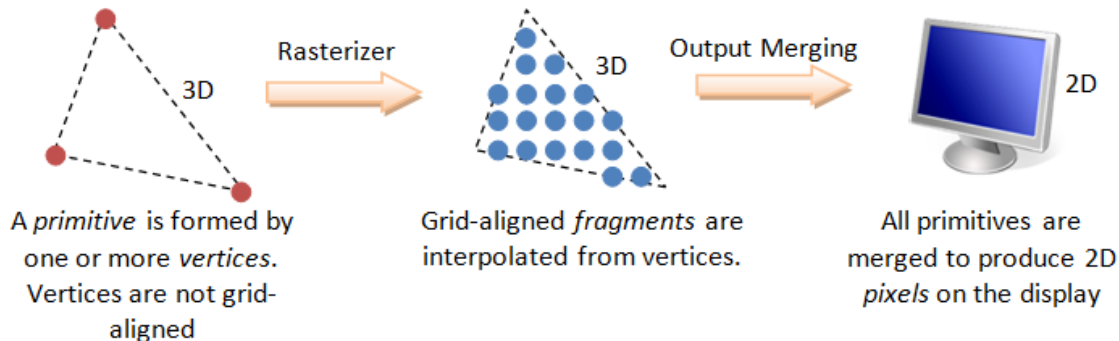 3D
Rasterizer
3D
Output Merging
2D
A primitive is formed by
one or more vertices.
Vertices are not grid-
aligned
Grid-aligned fragments are
interpolated from vertices.
All primitives are
merged to produce 2D
pixels on the display